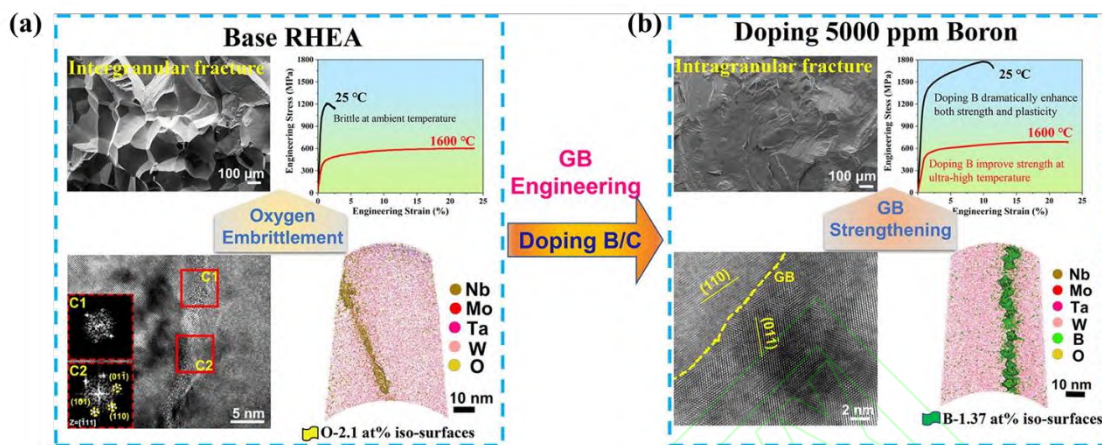 (a)
Base RHEA
Intergranular fracture
100 μm
Engineering Stress (MPa)
1800
1500
1200
900
600
300
0
25 ℃
Brittle at ambient temperature
1600 ℃
5 10 15 20 25
Engineering Strain (%)
Oxygen
Embrittlement
C1
C2
C1
C2
(011̄)
(101)
(110)
Z=[1̄11]
5 nm
Nb
Mo
Ta
W
O
10 nm
O-2.1 at% iso-surfaces
GB
Engineering
Doping B/C
(b)
Doping 5000 ppm Boron
Intragranular fracture
100 μm
Engineering Stress (MPa)
1800
1500
1200
900
600
300
0
25 ℃
Doping B dramatically enhance
both strength and plasticity
1600 ℃
Doping B improve strength at
ultra-high temperature
5 10 15 20 25
Engineering Strain (%)
GB
Strengthening
(110)
GB
(011)
2 nm
Nb
Mo
Ta
W
B
O
10 nm
B-1.37 at% iso-surfaces